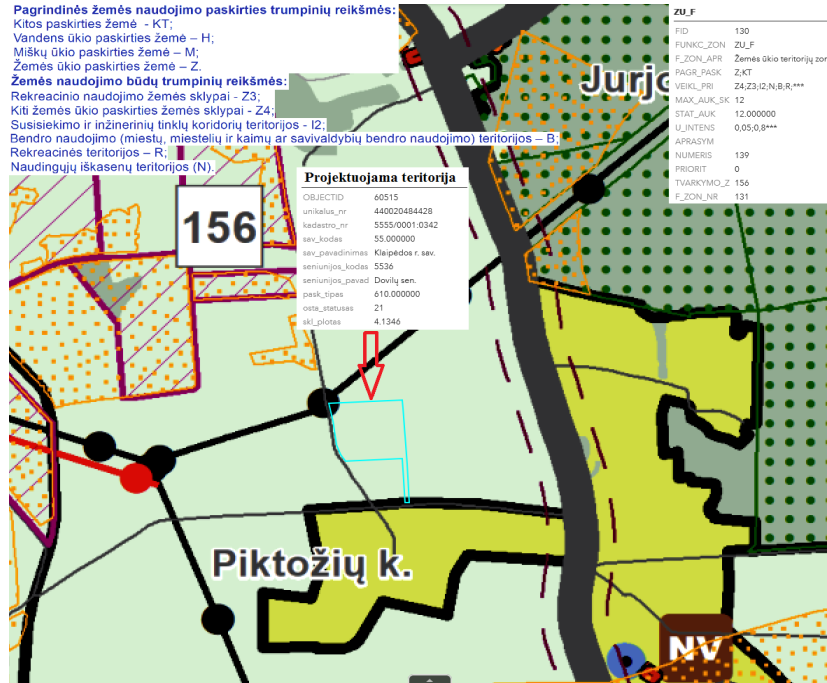 Pagrindinės žemės naudojimo paskirties trumpinių reikšmės:
Kitos paskirties žemė - KT;
Vandens ūkio paskirties žemė – H;
Miškų ūkio paskirties žemė – M;
Žemės ūkio paskirties žemė – Z.
Žemės naudojimo būdų trumpinių reikšmės:
Rekreacinio naudojimo žemės sklypai - Z3;
Kiti žemės ūkio paskirties žemės sklypai - Z4;
Susisiekimo ir inžinerinių tinklų koridorių teritorijos - I2;
Bendro naudojimo (miestų, miestelių ir kaimų ar savivaldybių bendro naudojimo) teritorijos – B;
Rekreacinės teritorijos – R;
Naudingųjų iškasenų teritorijos (N).
ZU_F
FID 130
FUNKC_ZON ZU_F
F_ZON_APR Žemės ūkio teritorijų zon
PAGR_PASK Z;KT
VEIKL_PRI Z4;Z3;I2;N;B;R;***
MAX_AUK_SK 12
STAT_AUK 12.000000
U_INTENS 0,05;0,8***
APRASYM
NUMERIS 139
PRIORIT 0
TVARKYMO_Z 156
F_ZON_NR 131
Jurjo
156
Projektuojama teritorija
OBJECTID 60515
unikalus_nr 440020484428
kadastro_nr 5555/0001:0342
sav_kodas 55.000000
sav_pavadinimas Klaipėdos r. sav.
seniunijos_kodas 5536
seniunijos_pavad Dovilų sen.
pask_tipas 610.000000
osta_statusas 21
skl_plotas 4.1346
Piktožių k.
NV